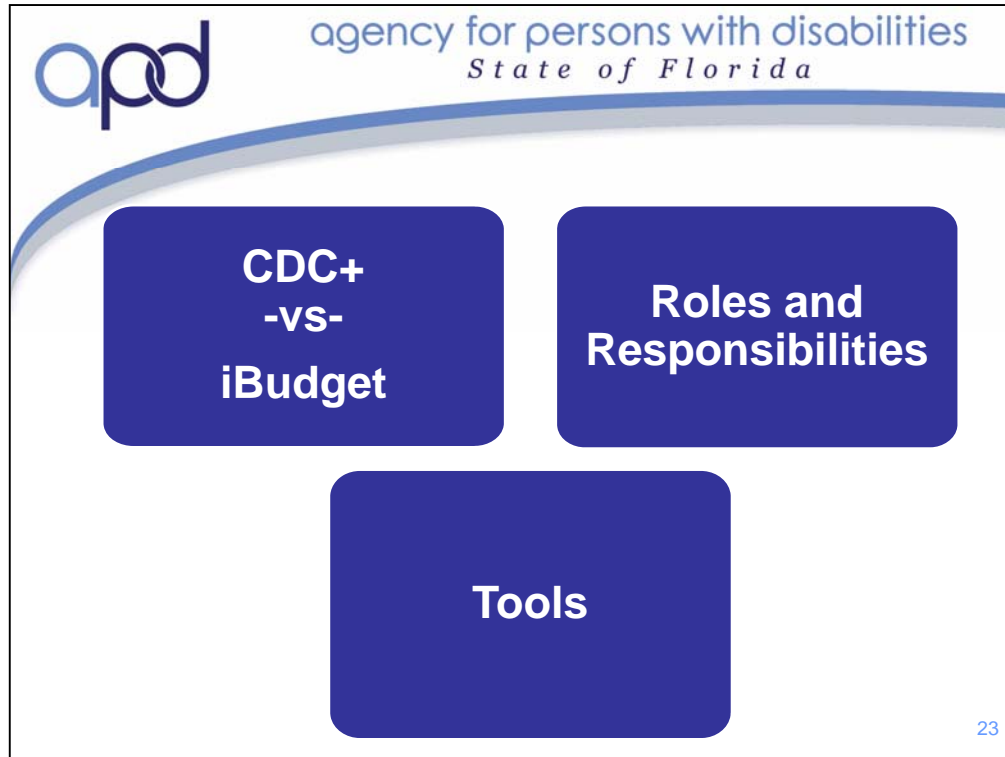 apd
agency for persons with disabilities
State of Florida
CDC+
-vs-
iBudget
Roles and
Responsibilities
Tools
23